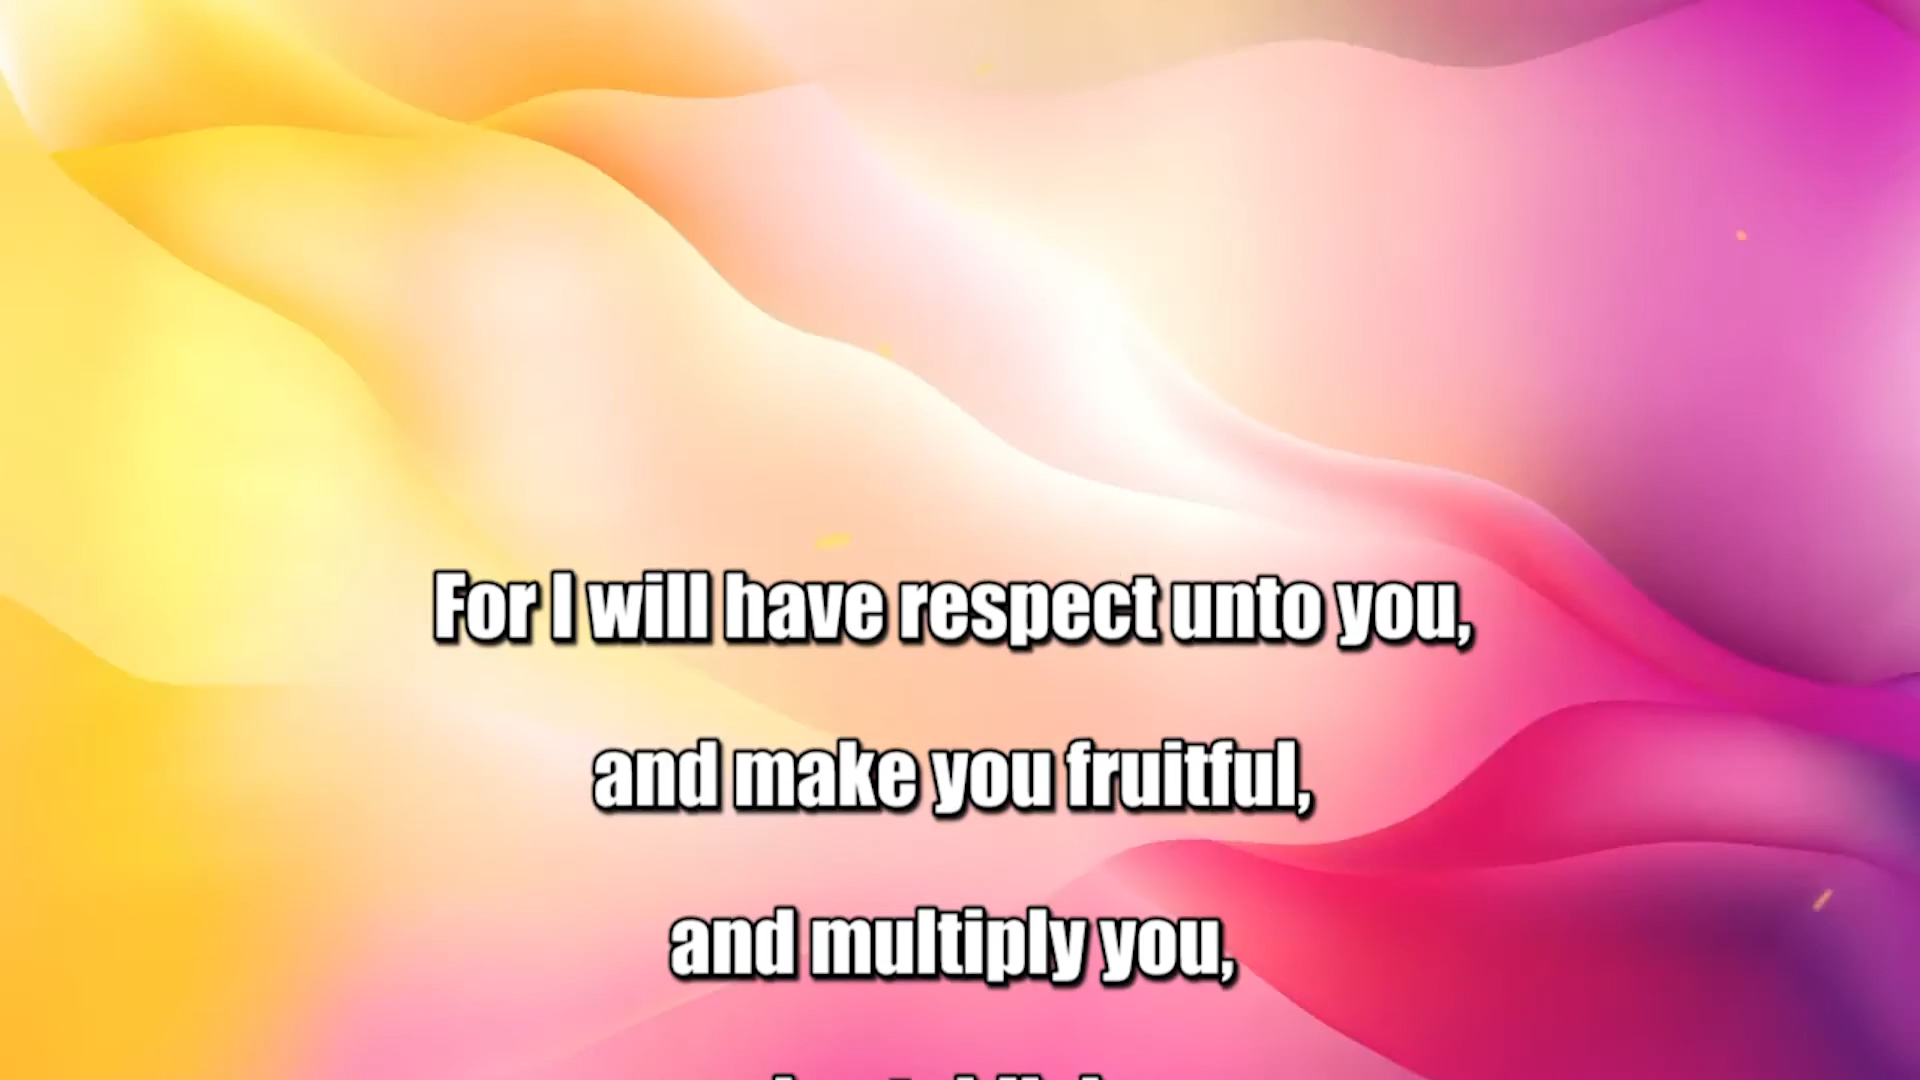 For I will have respect unto you,
and make you fruitful,
and multiply you,